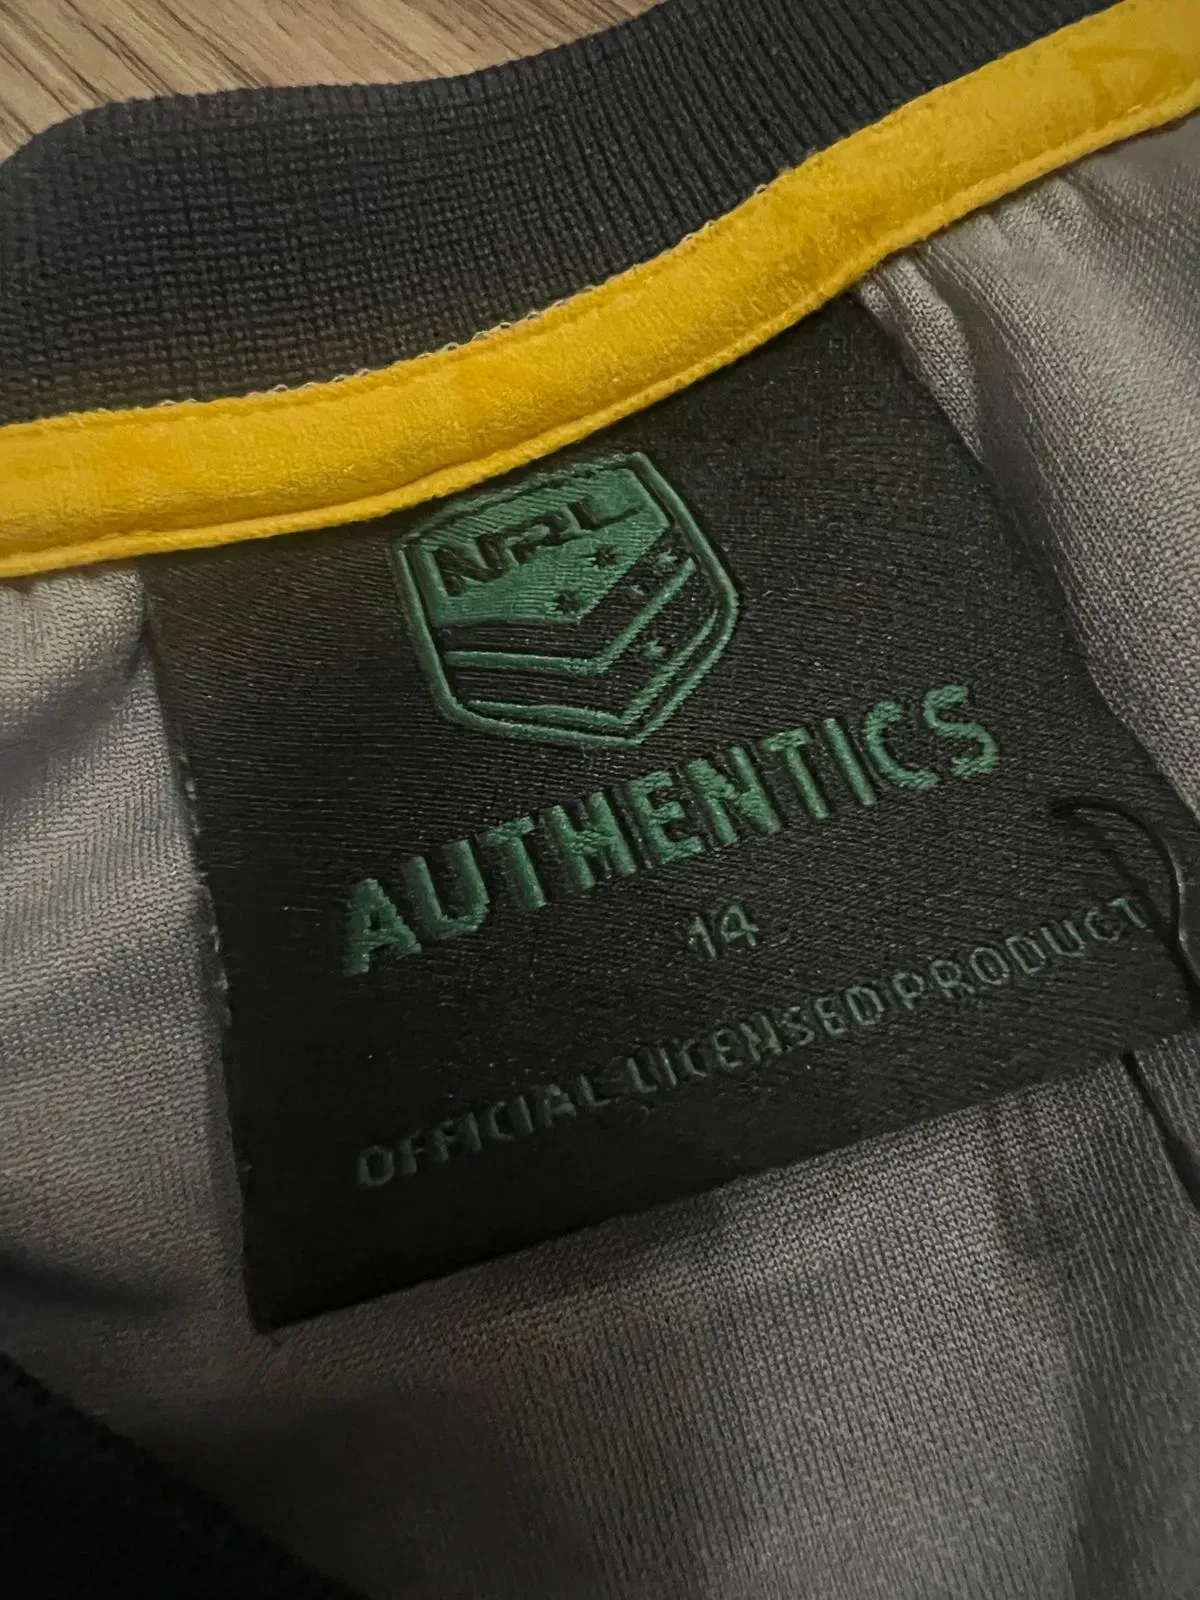 NRL
AUTHENTICS
14
OFFICIAL LICENSED PRODUCT